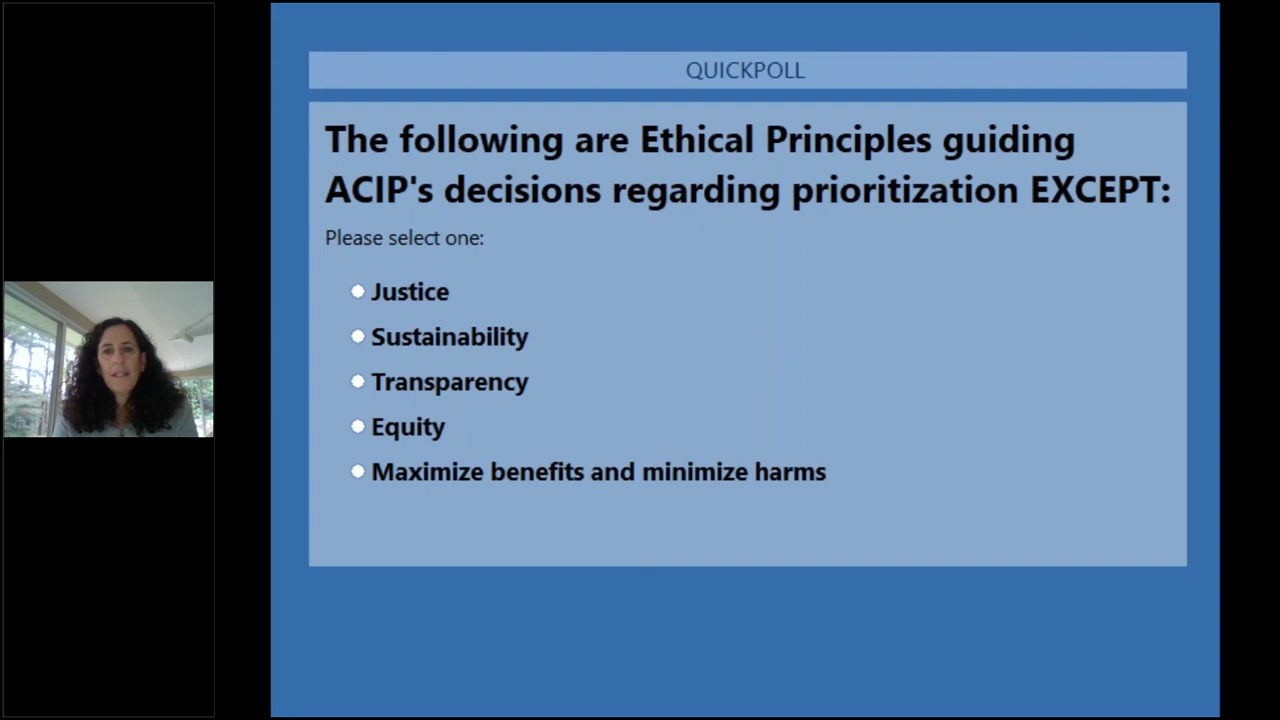 QUICKPOLL
The following are Ethical Principles guiding
ACIP's decisions regarding prioritization EXCEPT:
Please select one:
Justice
Sustainability
Transparency
Equity
Maximize benefits and minimize harms